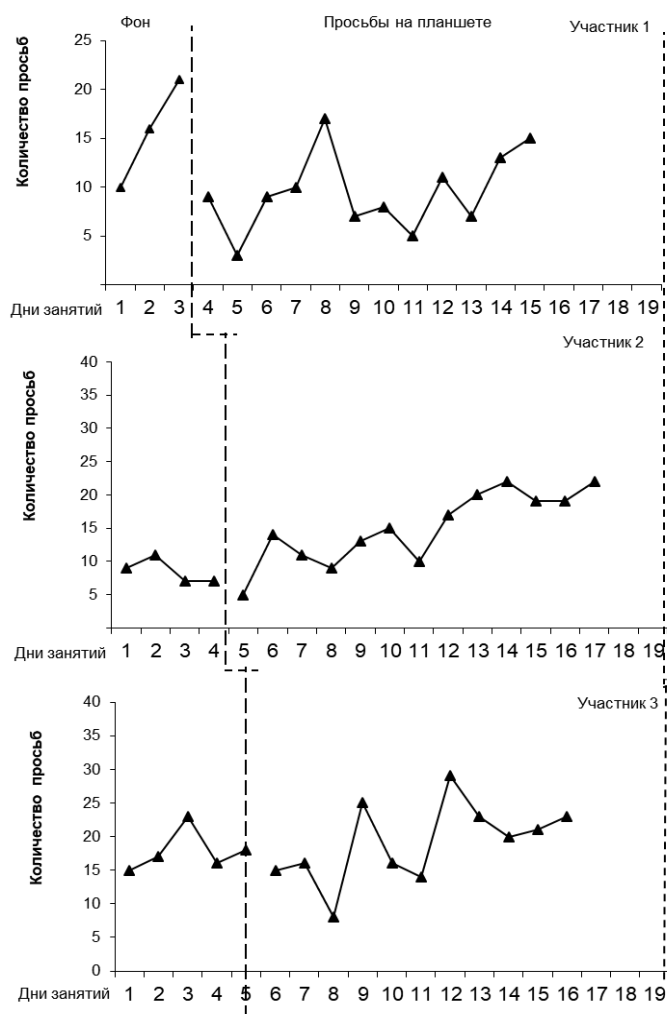 Фон Просьбы на планшете Участник 1
Количество просьб
25
20
15
10
5
Дни занятий 1 2 3 4 5 6 7 8 9 10 11 12 13 14 15 16 17 18 19
Участник 2
Количество просьб
40
35
30
25
20
15
10
5
Дни занятий 1 2 3 4 5 6 7 8 9 10 11 12 13 14 15 16 17 18 19
Участник 3
Количество просьб
40
35
30
25
20
15
10
5
0
Дни занятий 1 2 3 4 5 6 7 8 9 10 11 12 13 14 15 16 17 18 19